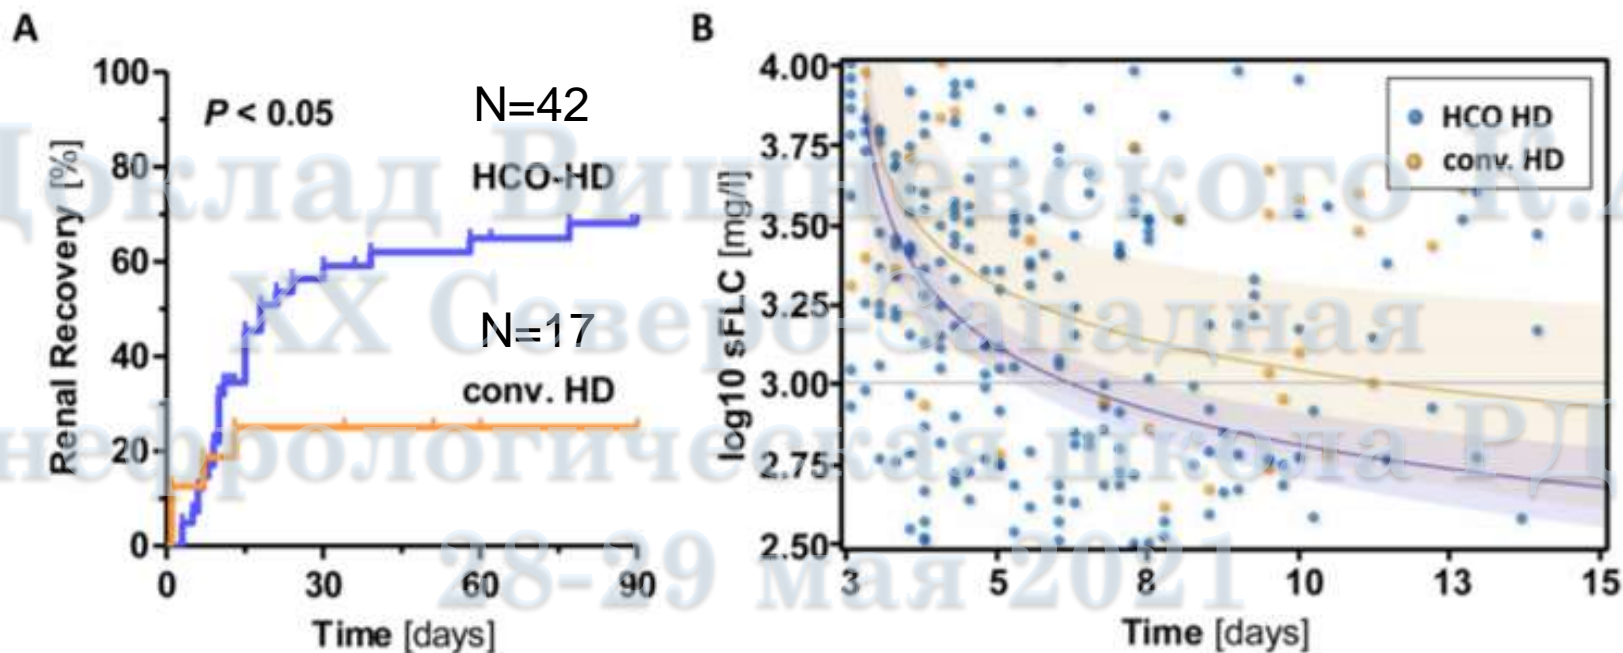 A
B
Renal Recovery [%]
100
80
60
40
20
0
0 30 60 90
Time [days]
P < 0.05
N=42
HCO-HD
N=17
conv. HD
log10 sFLC [mg/l]
4.00
3.75
3.50
3.25
3.00
2.75
2.50
3 5 8 10 13 15
Time [days]
HCO HD
conv. HD
Доклад Вишневского К.А
XX Северо-Западная
нефрологическая школа РД
28-29 мая 2021